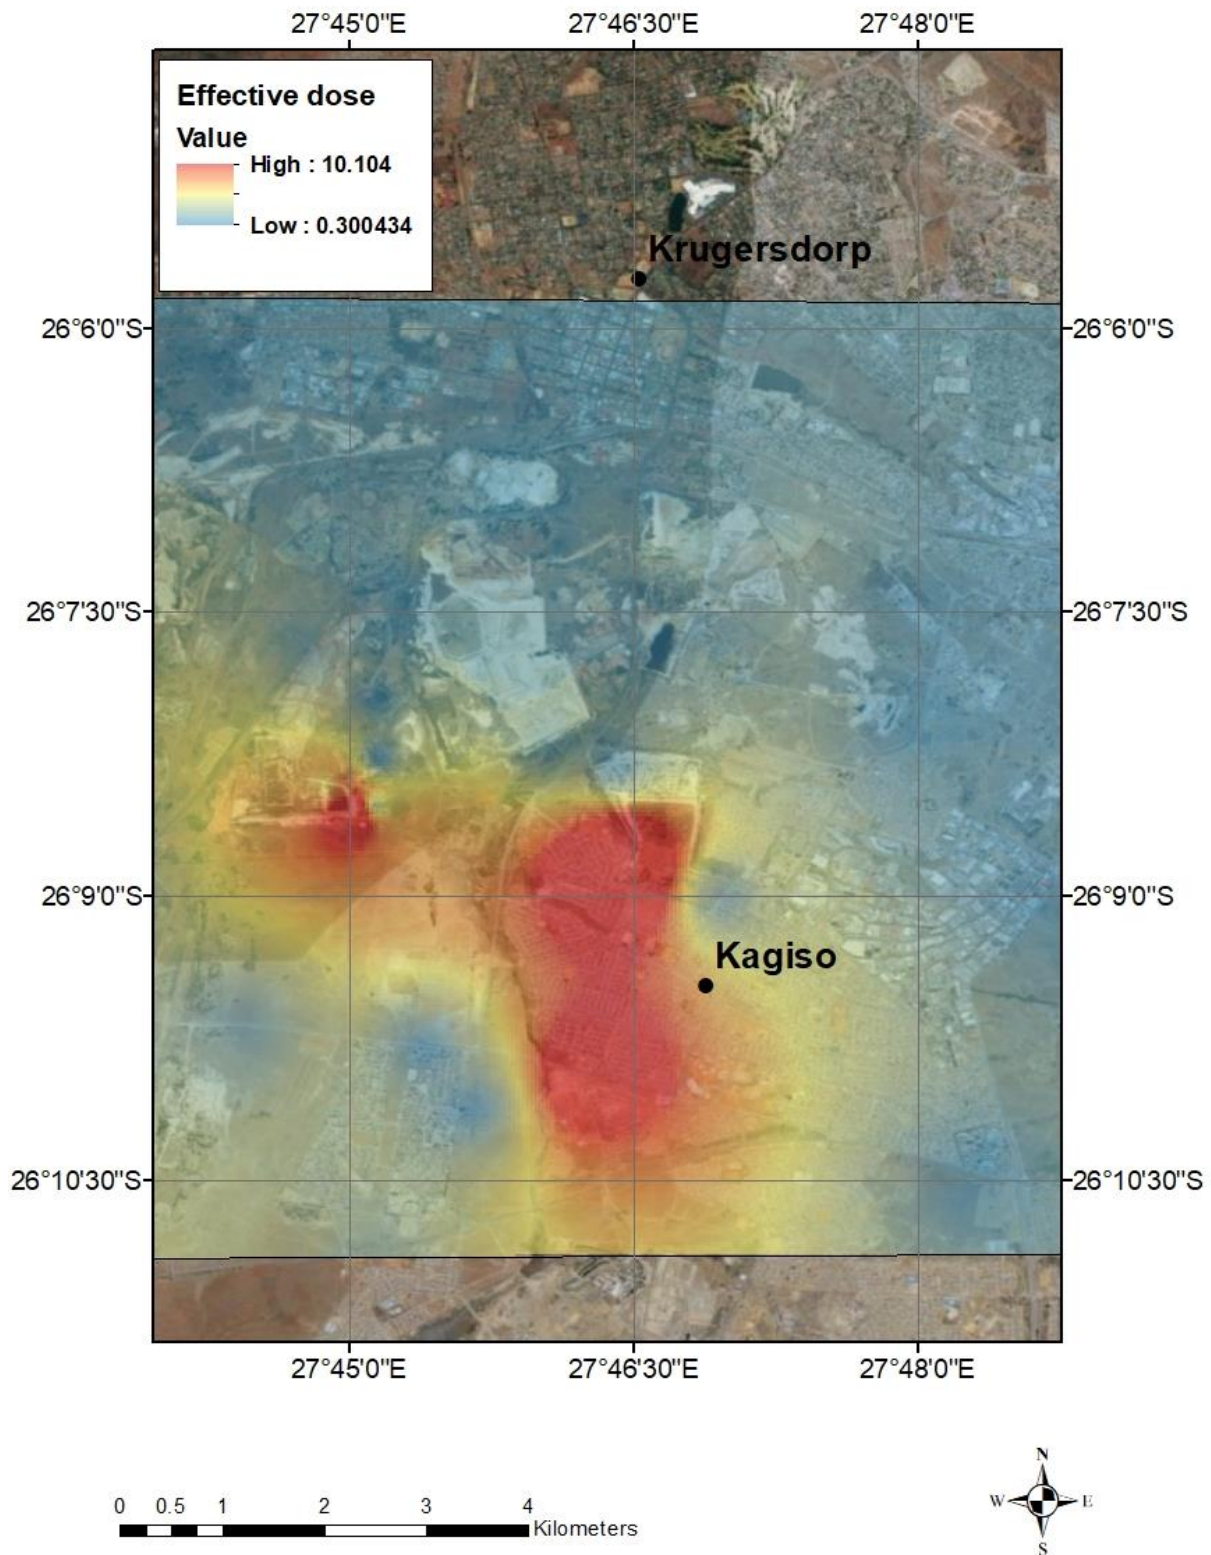 27°45'0"E 27°46'30"E 27°48'0"E
Effective dose
Value
High : 10.104
Low : 0.300434
Krugersdorp
26°6'0"S 26°6'0"S
26°7'30"S 26°7'30"S
26°9'0"S 26°9'0"S
Kagiso
26°10'30"S 26°10'30"S
27°45'0"E 27°46'30"E 27°48'0"E
N
W E
S
0 0.5 1 2 3 4
Kilometers